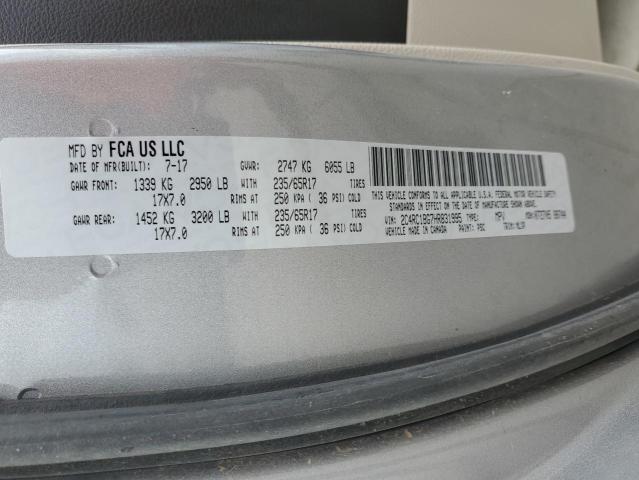 MFD BY FCA US LLC
DATE OF MFR(BUILT): 7-17 GVWR: 2747 KG 6055 LB
GAWR FRONT: 1339 KG 2950 LB WITH 235/65R17 TIRES
17X7.0 RIMS AT 250 KPA ( 36 PSI) COLD
GAWR REAR: 1452 KG 3200 LB WITH 235/65R17 TIRES
17X7.0 RIMS AT 250 KPA ( 36 PSI) COLD
THIS VEHICLE CONFORMS TO ALL APPLICABLE U.S.A. FEDERAL MOTOR VEHICLE SAFETY,
STANDARDS IN EFFECT ON THE DATE OF MANUFACTURE SHOWN ABOVE.
VIN: 2C4RC1BG7HR831995 TYPE: MPV MDH:
MADE IN CANADA PAINT: PSC TRIM: